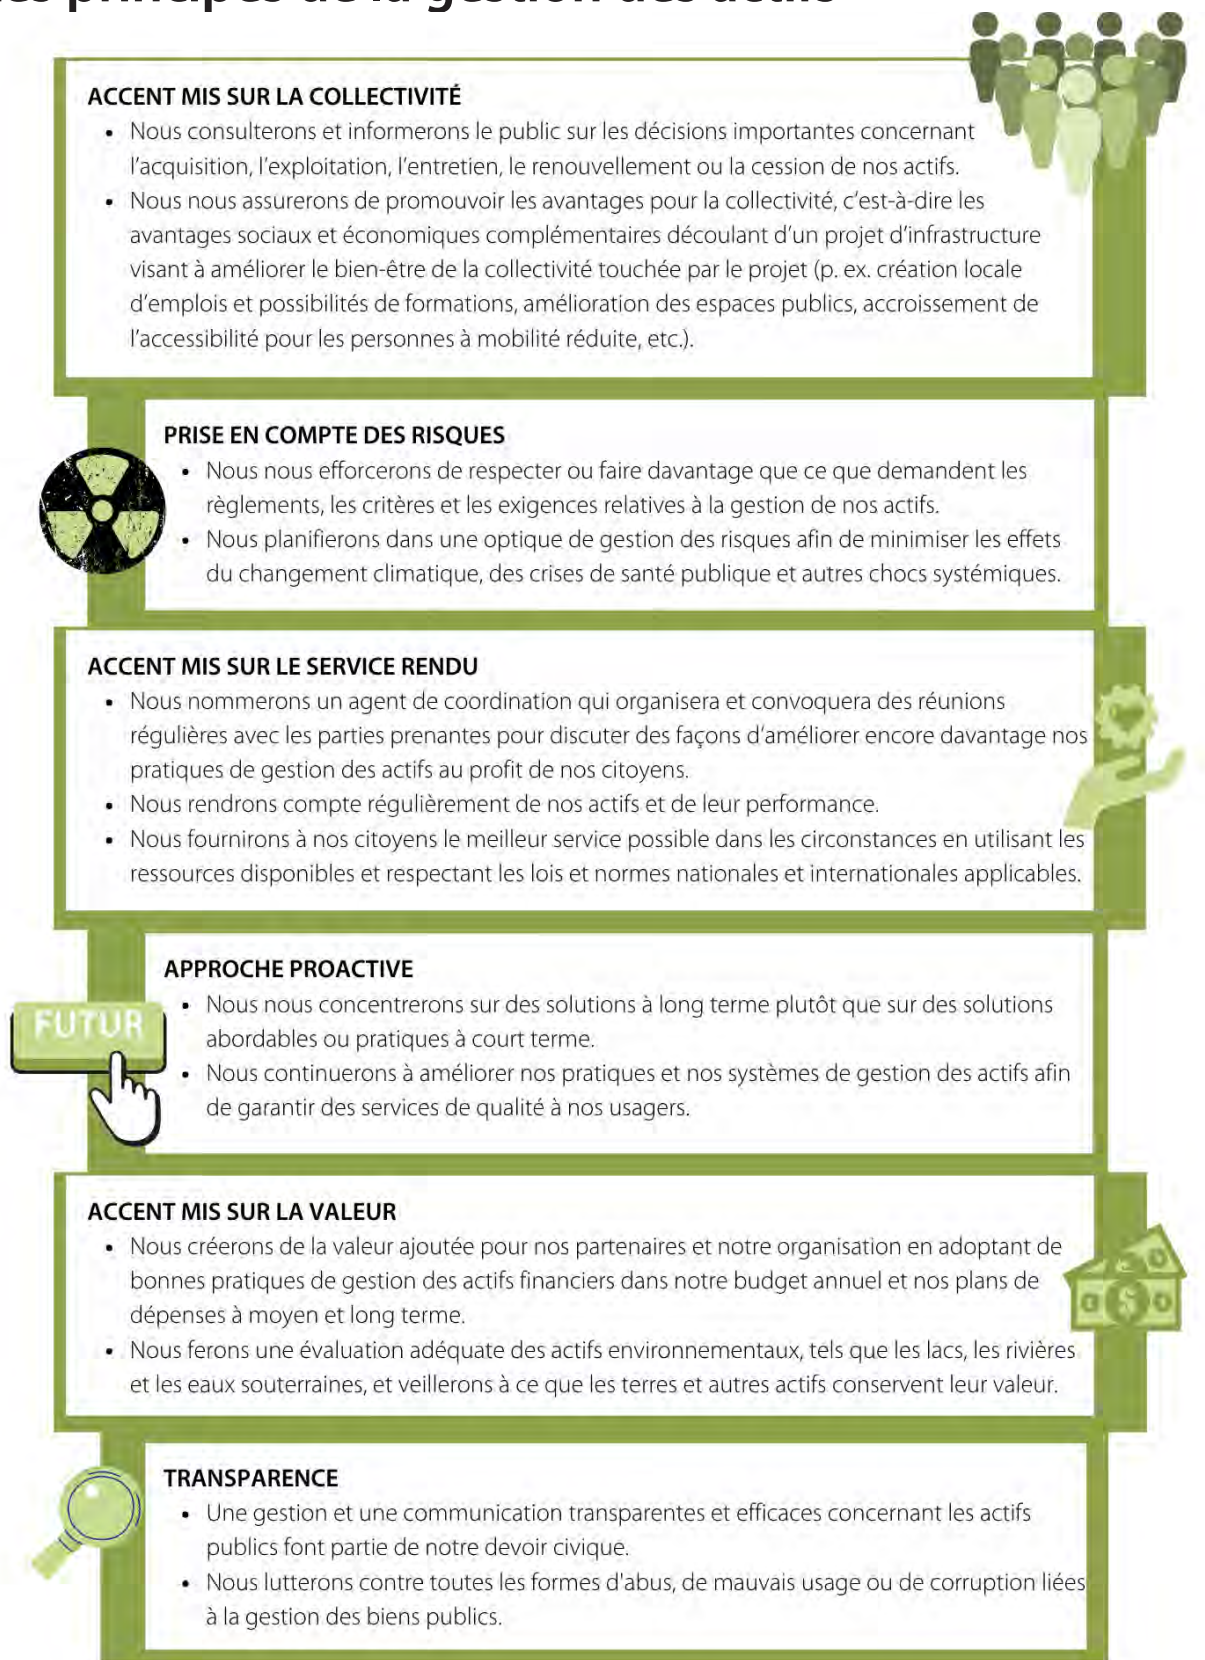 principes de la gestion des actifs
ACCENT MIS SUR LA COLLECTIVITÉ
• Nous consulterons et informerons le public sur les décisions importantes concernant
l'acquisition, l'exploitation, l'entretien, le renouvellement ou la cession de nos actifs.
• Nous nous assurerons de promouvoir les avantages pour la collectivité, c'est-à-dire les
avantages sociaux et économiques complémentaires découlant d'un projet d'infrastructure
visant à améliorer le bien-être de la collectivité touchée par le projet (p. ex. création locale
d'emplois et possibilités de formations, amélioration des espaces publics, accroissement de
l'accessibilité pour les personnes à mobilité réduite, etc.).
PRISE EN COMPTE DES RISQUES
• Nous nous efforcerons de respecter ou faire davantage que ce que demandent les
règlements, les critères et les exigences relatives à la gestion de nos actifs.
• Nous planifierons dans une optique de gestion des risques afin de minimiser les effets
du changement climatique, des crises de santé publique et autres chocs systémiques.
ACCENT MIS SUR LE SERVICE RENDU
• Nous nommerons un agent de coordination qui organisera et convoquera des réunions
régulières avec les parties prenantes pour discuter des façons d'améliorer encore davantage nos
pratiques de gestion des actifs au profit de nos citoyens.
• Nous rendrons compte régulièrement de nos actifs et de leur performance.
• Nous fournirons à nos citoyens le meilleur service possible dans les circonstances en utilisant les
ressources disponibles et respectant les lois et normes nationales et internationales applicables.
APPROCHE PROACTIVE
FUTUR
• Nous nous concentrerons sur des solutions à long terme plutôt que sur des solutions
abordables ou pratiques à court terme.
• Nous continuerons à améliorer nos pratiques et nos systèmes de gestion des actifs afin
de garantir des services de qualité à nos usagers.
ACCENT MIS SUR LA VALEUR
• Nous créerons de la valeur ajoutée pour nos partenaires et notre organisation en adoptant de
bonnes pratiques de gestion des actifs financiers dans notre budget annuel et nos plans de
dépenses à moyen et long terme.
• Nous ferons une évaluation adéquate des actifs environnementaux, tels que les lacs, les rivières
et les eaux souterraines, et veillerons à ce que les terres et autres actifs conservent leur valeur.
TRANSPARENCE
• Une gestion et une communication transparentes et efficaces concernant les actifs
publics font partie de notre devoir civique.
• Nous lutterons contre toutes les formes d'abus, de mauvais usage ou de corruption liées
à la gestion des biens publics.